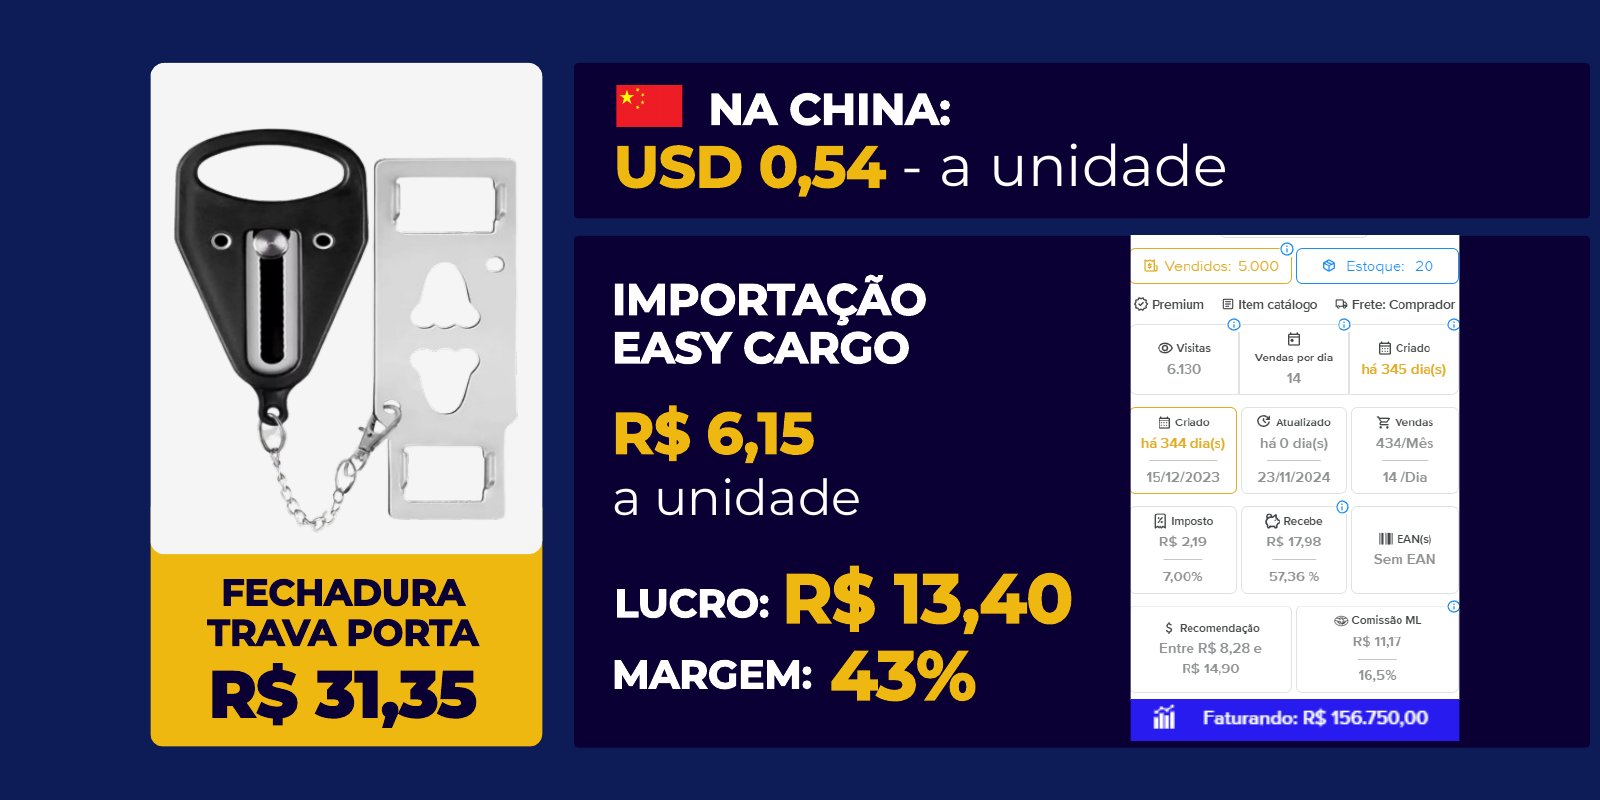 FECHADURA
TRAVA PORTA
R$ 31,35
NA CHINA:
USD 0,54 - a unidade
IMPORTAÇÃO
EASY CARGO
R$ 6,15
a unidade
LUCRO: R$ 13,40
MARGEM: 43%
Vendidos: 5.000
Estoque: 20
Premium
Item catálogo
Frete: Comprador
Visitas
6.130
Vendas por dia
14
Criado
há 345 dia(s)
Criado
há 344 dia(s)
15/12/2023
Atualizado
há 0 dia(s)
23/11/2024
Vendas
434/Mês
14 /Dia
Imposto
R$ 2,19
7,00%
Recebe
R$ 17,98
57,36 %
EAN(s)
Sem EAN
$ Recomendação
Entre R$ 8,28 e
R$ 14,90
Comissão ML
R$ 11,17
16,5%
Faturando: R$ 156.750,00